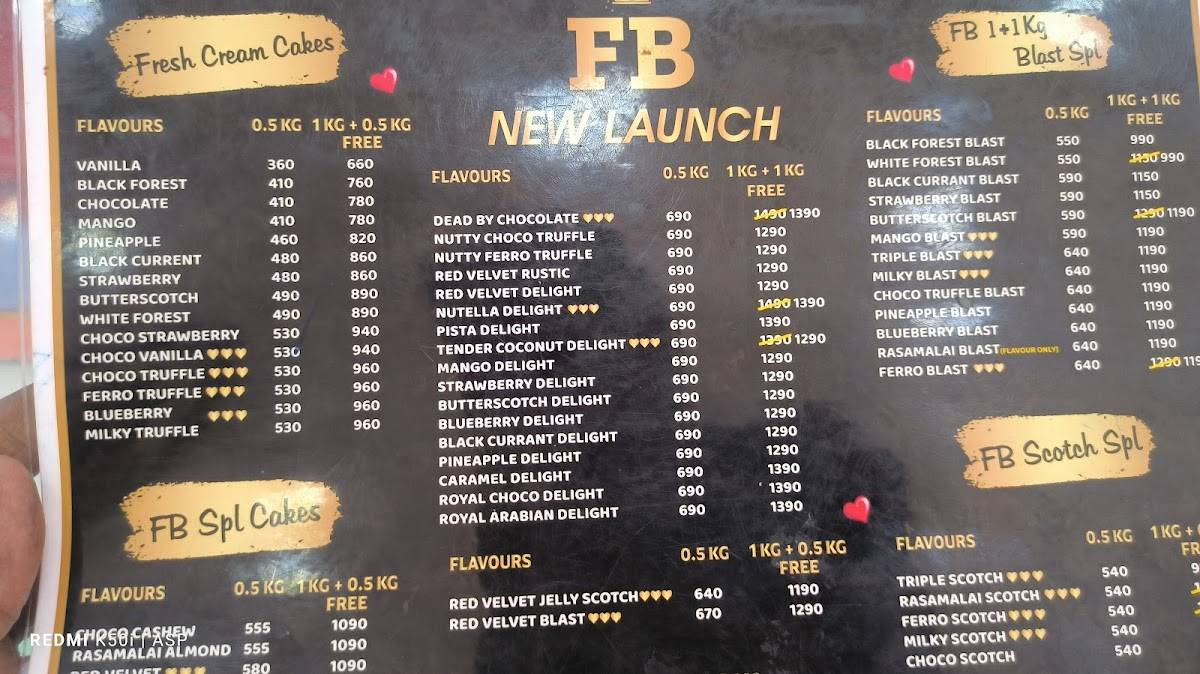 Fresh Cream Cakes
FLAVOURS 0.5 KG 1 KG + 0.5 KG
FREE
VANILLA 360 660
BLACK FOREST 410 760
CHOCOLATE 410 780
MANGO 410 780
PINEAPPLE 460 820
BLACK CURRENT 480 860
STRAWBERRY 480 860
BUTTERSCOTCH 490 890
WHITE FOREST 490 890
CHOCO STRAWBERRY 530 940
CHOCO VANILLA 530 940
CHOCO TRUFFLE 530 960
FERRO TRUFFLE 530 960
BLUEBERRY 530 960
MILKY TRUFFLE 530 960
FB Spl Cakes
FLAVOURS 0.5 KG 1 KG + 0.5 KG
FREE
CHOCO CASHEW 555 1090
RASAMALAI ALMOND 555 1090
RED VELVET 580 1090
FB
NEW LAUNCH
FLAVOURS 0.5 KG 1 KG + 1 KG
FREE
DEAD BY CHOCOLATE 690 1490 1390
NUTTY CHOCO TRUFFLE 690 1290
NUTTY FERRO TRUFFLE 690 1290
RED VELVET RUSTIC 690 1290
RED VELVET DELIGHT 690 1290
NUTELLA DELIGHT 690 1490 1390
PISTA DELIGHT 690 1390
TENDER COCONUT DELIGHT 690 1390 1290
MANGO DELIGHT 690 1290
STRAWBERRY DELIGHT 690 1290
BUTTERSCOTCH DELIGHT 690 1290
BLUEBERRY DELIGHT 690 1290
BLACK CURRANT DELIGHT 690 1290
PINEAPPLE DELIGHT 690 1290
CARAMEL DELIGHT 690 1390
ROYAL CHOCO DELIGHT 690 1390
ROYAL ARABIAN DELIGHT 690 1390
FLAVOURS 0.5 KG 1 KG + 0.5 KG
FREE
RED VELVET JELLY SCOTCH 640 1190
RED VELVET BLAST 670 1290
FB 1+1Kg
Blast Spl
FLAVOURS 0.5 KG 1 KG + 1 KG
FREE
BLACK FOREST BLAST 550 990
WHITE FOREST BLAST 550 1150 990
BLACK CURRANT BLAST 590 1150
STRAWBERRY BLAST 590 1150
BUTTERSCOTCH BLAST 590 1290 1190
MANGO BLAST 590 1190
TRIPLE BLAST 640 1190
MILKY BLAST 640 1190
CHOCO TRUFFLE BLAST 640 1190
PINEAPPLE BLAST 640 1190
BLUEBERRY BLAST 640 1190
RASAMALAI BLAST (FLAVOUR ONLY) 640 1190
FERRO BLAST 640 1290
FB Scotch Spl
FLAVOURS 0.5 KG 1 KG +
TRIPLE SCOTCH 540
RASAMALAI SCOTCH 540
FERRO SCOTCH 540
MILKY SCOTCH 540
CHOCO SCOTCH 540
REDMI K50i | ASP